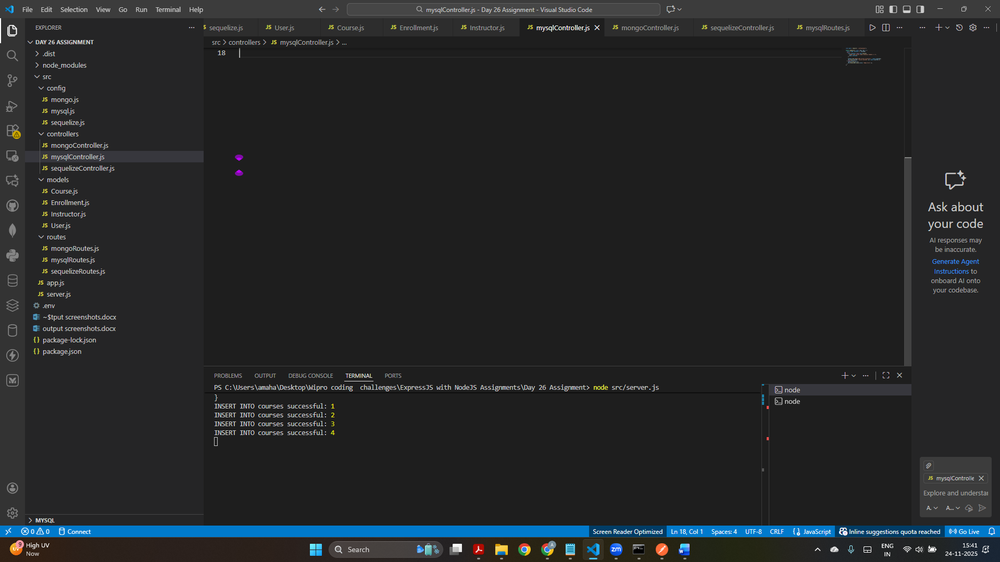 File Edit Selection View Go Run Terminal Help
mysqlController.js - Day 26 Assignment - Visual Studio Code
EXPLORER
DAY 26 ASSIGNMENT
.dist
node_modules
src
config
JS mongo.js
JS mysql.js
JS sequelize.js
controllers
JS mongoController.js
JS mysqlController.js
JS sequelizeController.js
models
JS Course.js
JS Enrollment.js
JS Instructor.js
JS User.js
routes
JS mongoRoutes.js
JS mysqlRoutes.js
JS sequelizeRoutes.js
JS app.js
JS server.js
.env
~$tput screenshots.docx
output screenshots.docx
{} package-lock.json
{} package.json
MYSQL
sequelize.js JS User.js JS Course.js JS Enrollment.js JS Instructor.js JS mysqlController.js JS mongoController.js JS sequelizeController.js JS mysqlRoutes.js
src > controllers > JS mysqlController.js > ...
18
PROBLEMS OUTPUT DEBUG CONSOLE TERMINAL PORTS
PS C:\Users\amaha\Desktop\Wipro coding  challenges\ExpressJS with NodeJS Assignments\Day 26 Assignment> node src/server.js
}
INSERT INTO courses successful: 1
INSERT INTO courses successful: 2
INSERT INTO courses successful: 3
INSERT INTO courses successful: 4
node
node
Ask about
your code
AI responses may
be inaccurate.
Generate Agent
Instructions to
onboard AI onto
your codebase.
JS mysqlControlle
Explore and understan
A. A...
0 0 Connect
Screen Reader Optimized Ln 18, Col 1 Spaces: 4 UTF-8 CRLF {} JavaScript Inline suggestions quota reached Go Live
9 UV High UV
Now
Search
A
zm
W
ENG
IN
15:41
24-11-2025